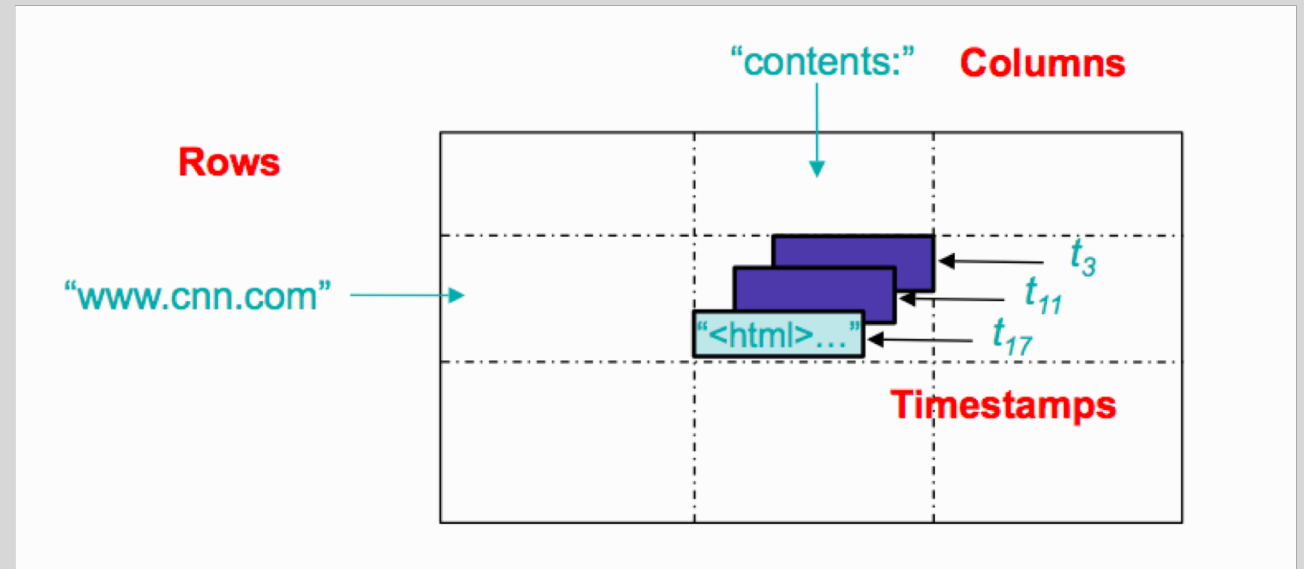 “contents:”
Columns
Rows
“www.cnn.com”
t3
t11
“<html>…”
t17
Timestamps